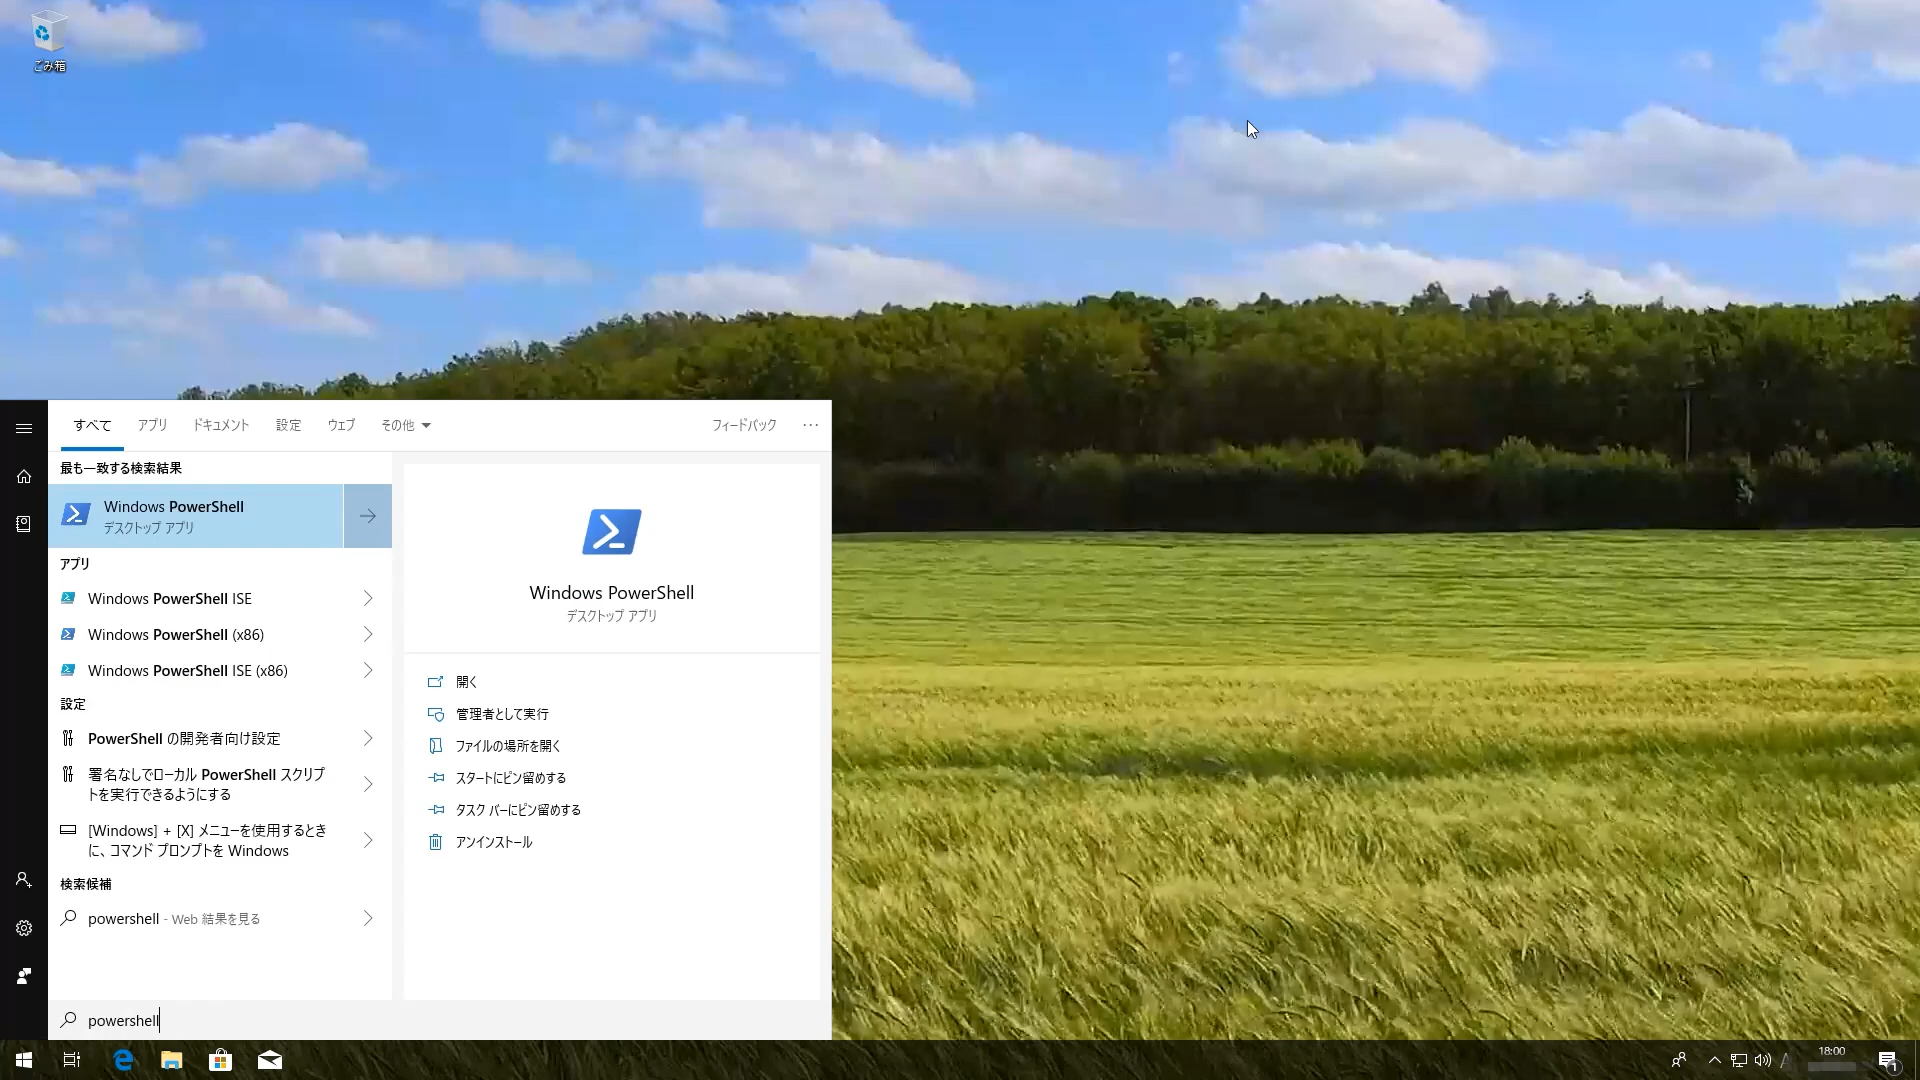 ごみ箱
すべて アプリ ドキュメント 設定 ウェブ その他 フィードバック ...
最も一致する検索結果
Windows PowerShell
デスクトップ アプリ
アプリ
Windows PowerShell ISE
Windows PowerShell (x86)
Windows PowerShell ISE (x86)
設定
PowerShell の開発者向け設定
署名なしでローカル PowerShell スクリプ
トを実行できるようにする
[Windows] + [X] メニューを使用するとき
に、コマンド プロンプトを Windows
検索候補
powershell - Web 結果を見る
Windows PowerShell
デスクトップ アプリ
開く
管理者として実行
ファイルの場所を開く
スタートにピン留めする
タスク バーにピン留めする
アンインストール
powershell
A
18:00
1